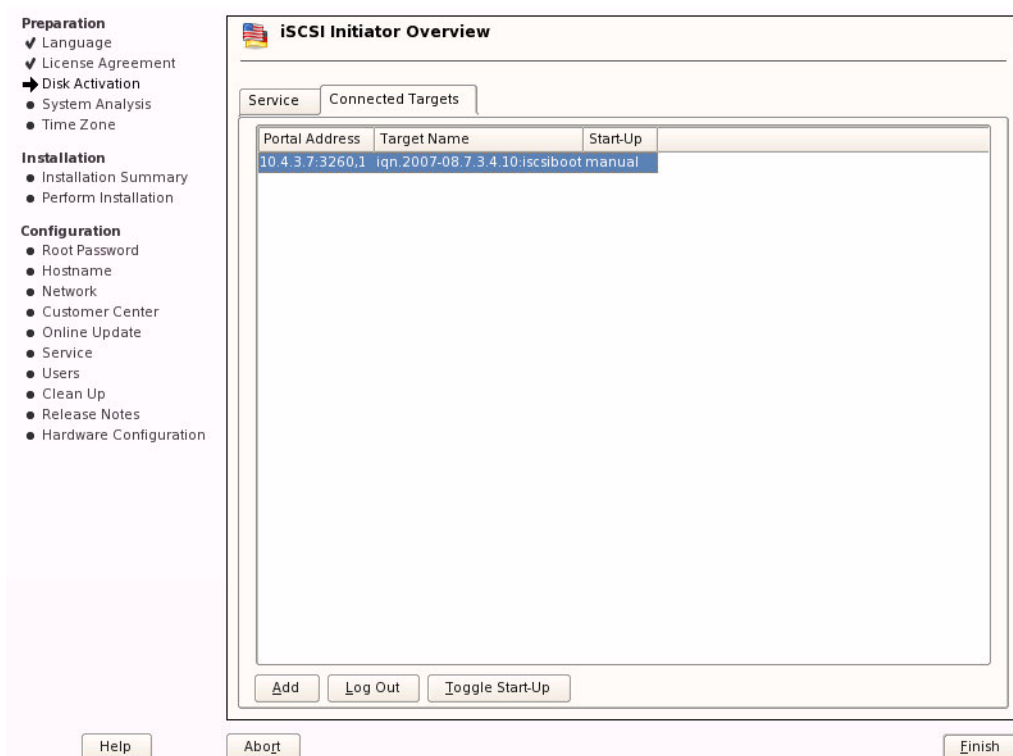 Preparation
Language
License Agreement
Disk Activation
System Analysis
Time Zone
Installation
Installation Summary
Perform Installation
Configuration
Root Password
Hostname
Network
Customer Center
Online Update
Service
Users
Clean Up
Release Notes
Hardware Configuration
iSCSI Initiator Overview
Service Connected Targets
Portal Address Target Name Start-Up
10.4.3.7:3260,1 iqn.2007-08.7.3.4.10:iscsiboot manual
Add Log Out Toggle Start-Up
Help Abort Finish